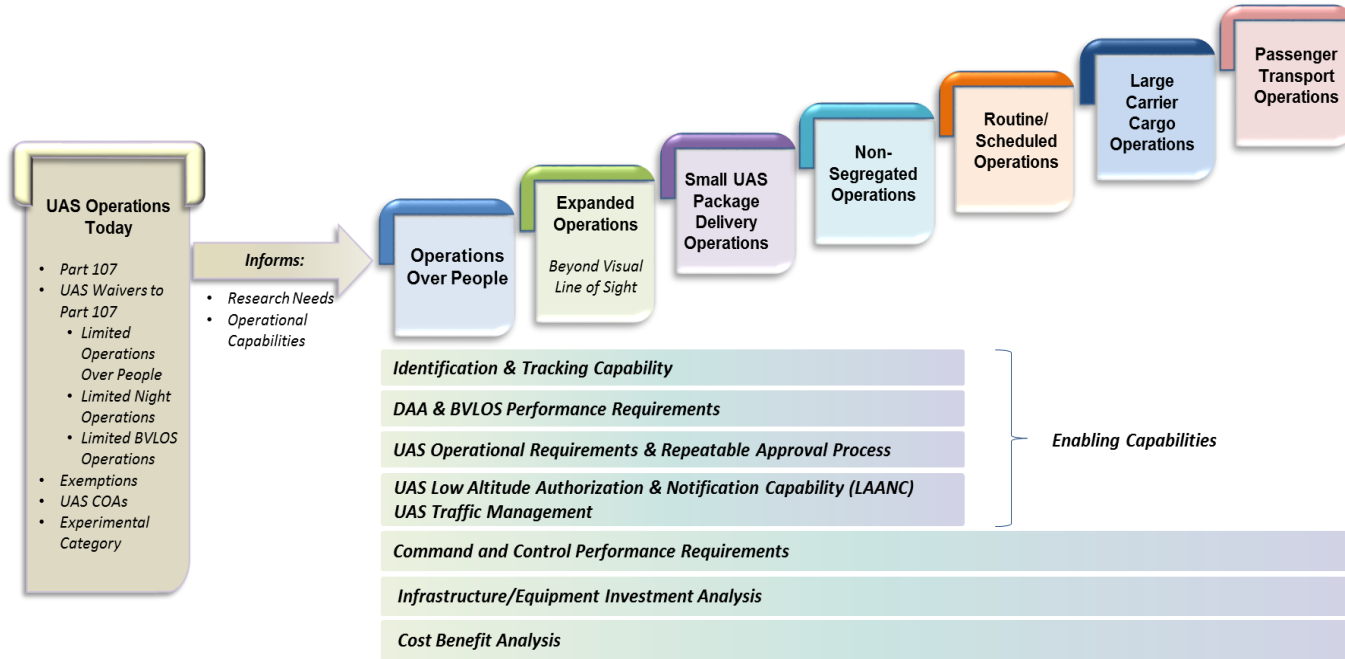 UAS Operations
Today
• Part 107
• UAS Waivers to
Part 107
• Limited
Operations
Over People
• Limited Night
Operations
• Limited BVLOS
Operations
• Exemptions
• UAS COAs
• Experimental
Category
Informs:
• Research Needs
• Operational
Capabilities
Operations
Over People
Expanded
Operations
Beyond Visual
Line of Sight
Small UAS
Package
Delivery
Operations
Non-
Segregated
Operations
Routine/
Scheduled
Operations
Large
Carrier
Cargo
Operations
Passenger
Transport
Operations
Identification & Tracking Capability
DAA & BVLOS Performance Requirements
UAS Operational Requirements & Repeatable Approval Process
UAS Low Altitude Authorization & Notification Capability (LAANC)
UAS Traffic Management
Enabling Capabilities
Command and Control Performance Requirements
Infrastructure/Equipment Investment Analysis
Cost Benefit Analysis